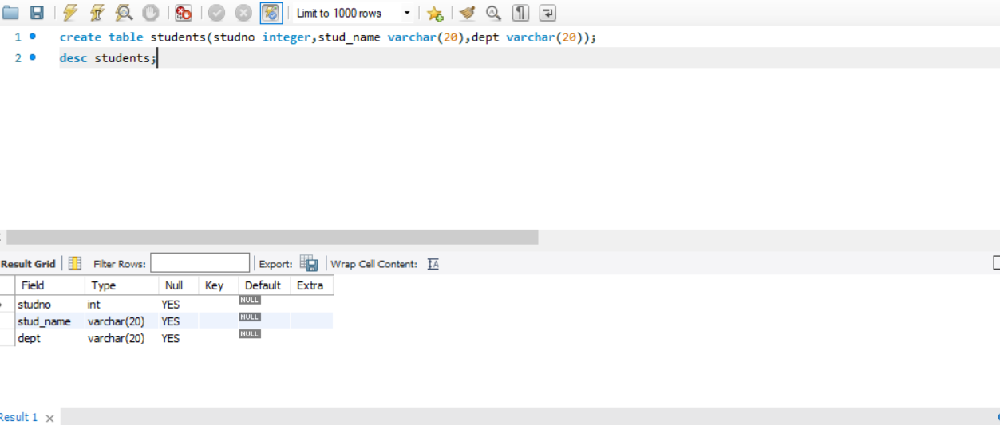 Limit to 1000 rows
1 create table students(studno integer,stud_name varchar(20),dept varchar(20));
2 desc students;
Result Grid Filter Rows: Export: Wrap Cell Content: IA
Field Type Null Key Default Extra
studno int YES NULL
stud_name varchar(20) YES NULL
dept varchar(20) YES NULL
Result 1